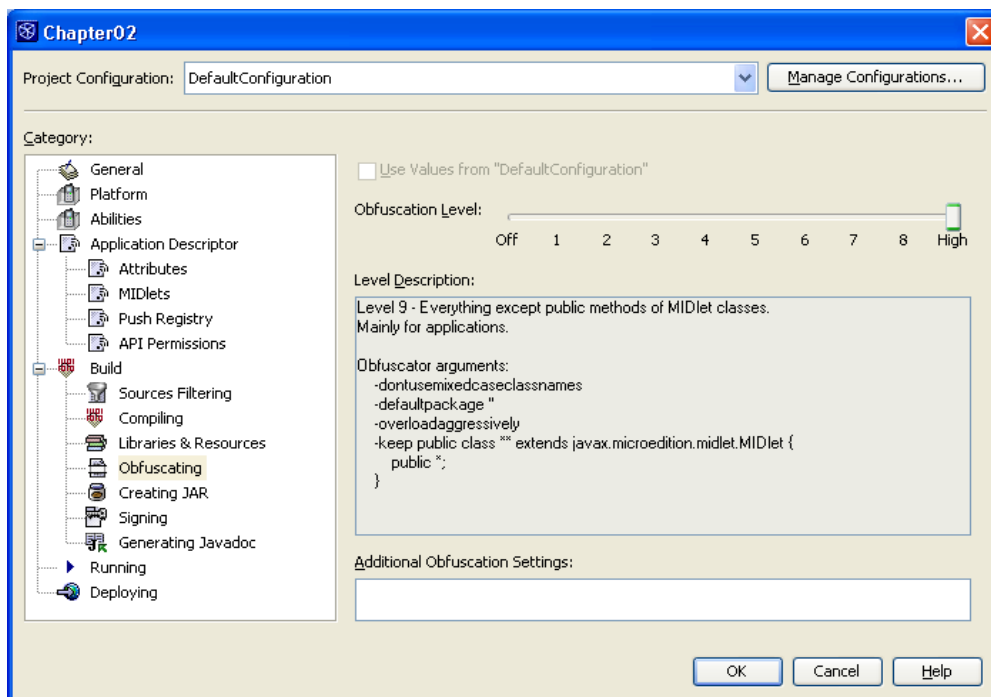 Chapter02
Project Configuration: DefaultConfiguration Manage Configurations...
Category:
General
Platform
Abilities
Application Descriptor
Attributes
MIDlets
Push Registry
API Permissions
Build
Sources Filtering
Compiling
Libraries & Resources
Obfuscating
Creating JAR
Signing
Generating Javadoc
Running
Deploying
Use Values from "DefaultConfiguration"
Obfuscation Level:
Off 1 2 3 4 5 6 7 8 High
Level Description:
Level 9 - Everything except public methods of MIDlet classes.
Mainly for applications.
Obfuscator arguments:
-dontusemixedcaseclassnames
-defaultpackage ''
-overloadaggressively
-keep public class ** extends javax.microedition.midlet.MIDlet {
public *;
}
Additional Obfuscation Settings:
OK Cancel Help